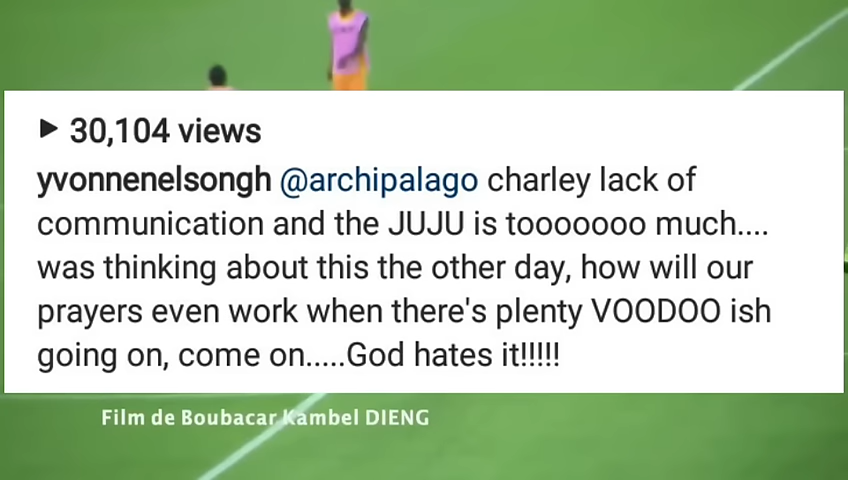 30,104 views
yvonnenelsongh @archipalago charley lack of
communication and the JUJU is tooooooo much....
was thinking about this the other day, how will our
prayers even work when there's plenty VOODOO ish
going on, come on.....God hates it!!!!!
Film de Boubacar Kambel DIENG